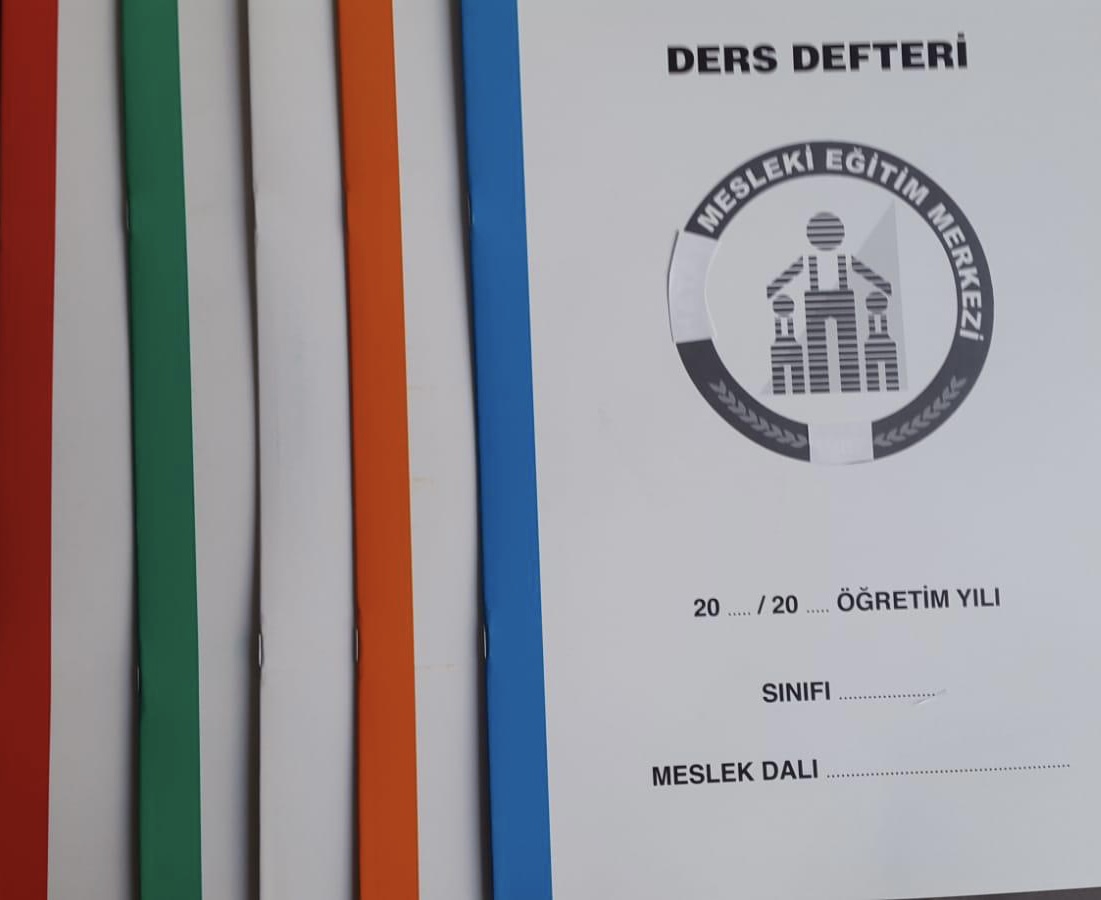 DERS DEFTERİ
MESLEKİ EĞİTİM MERKEZİ
20 ..... / 20 ..... ÖĞRETİM YILI
SINIFI .....................
MESLEK DALI ....................................................